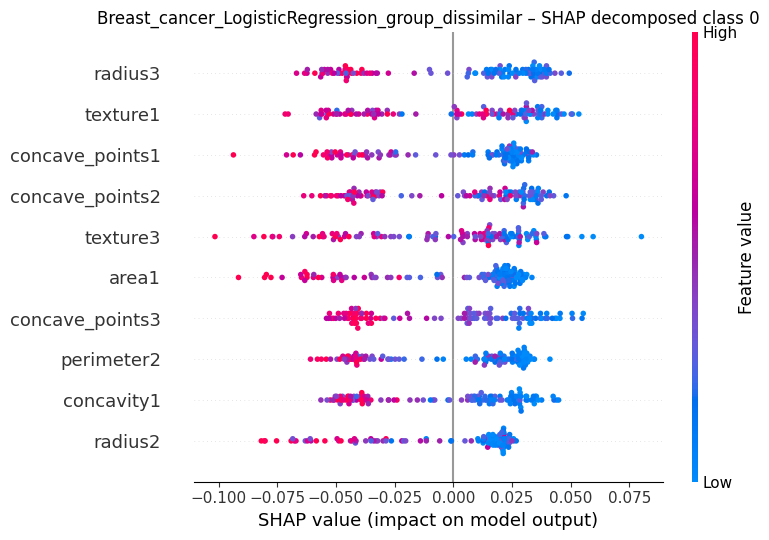 Breast_cancer_LogisticRegression_group_dissimilar – SHAP decomposed class 0
High
radius3
texture1
concave_points1
concave_points2
texture3
area1
concave_points3
perimeter2
concavity1
radius2
Feature value
Low
−0.100 −0.075 −0.050 −0.025 0.000 0.025 0.050 0.075
SHAP value (impact on model output)